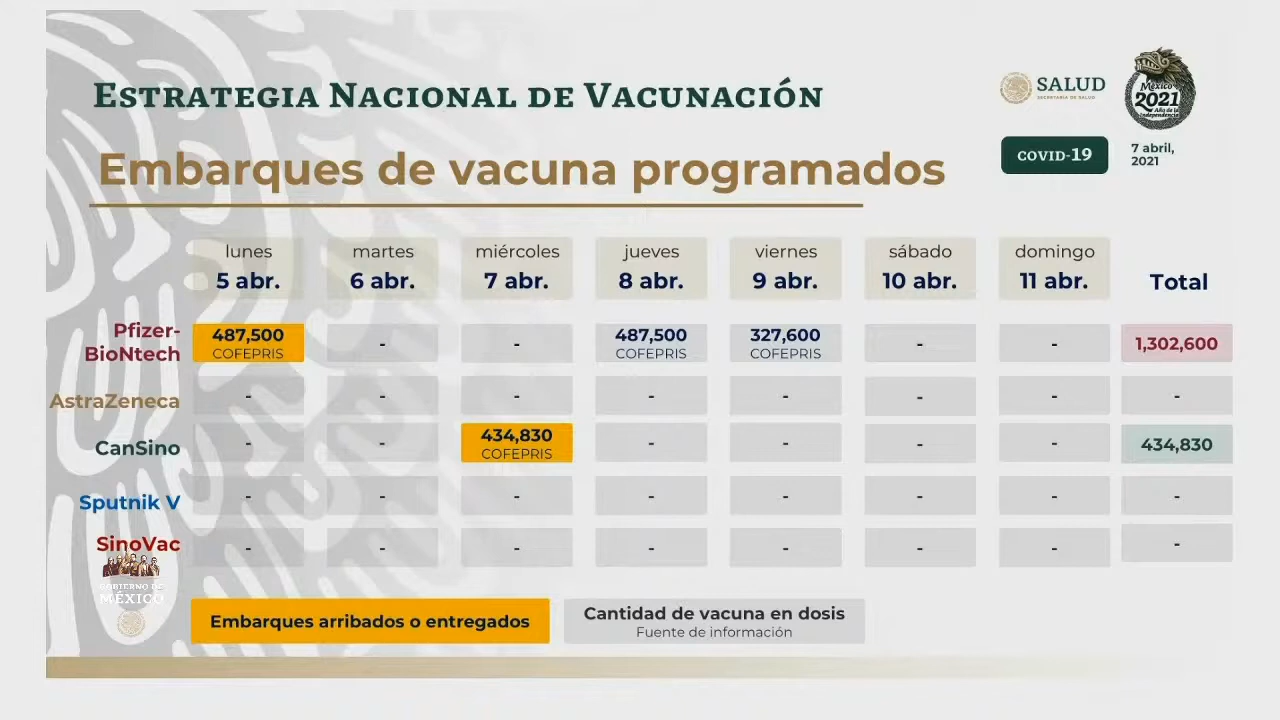 ESTRATEGIA NACIONAL DE VACUNACIÓN
SALUD
SECRETARÍA DE SALUD
México
2021
Año de la
Independencia
Embarques de vacuna programados
COVID-19
7 abril,
2021
lunes martes miércoles jueves viernes sábado domingo
5 abr. 6 abr. 7 abr. 8 abr. 9 abr. 10 abr. 11 abr. Total
Pfizer-
BioNtech
487,500 - - 487,500 327,600 - - 1,302,600
COFEPRIS COFEPRIS COFEPRIS
AstraZeneca - - - - - - - -
CanSino - - 434,830 - - - - 434,830
COFEPRIS
Sputnik V - - - - - - - -
SinoVac - - - - - - - -
GOBIERNO DE
MÉXICO
Embarques arribados o entregados
Cantidad de vacuna en dosis
Fuente de información